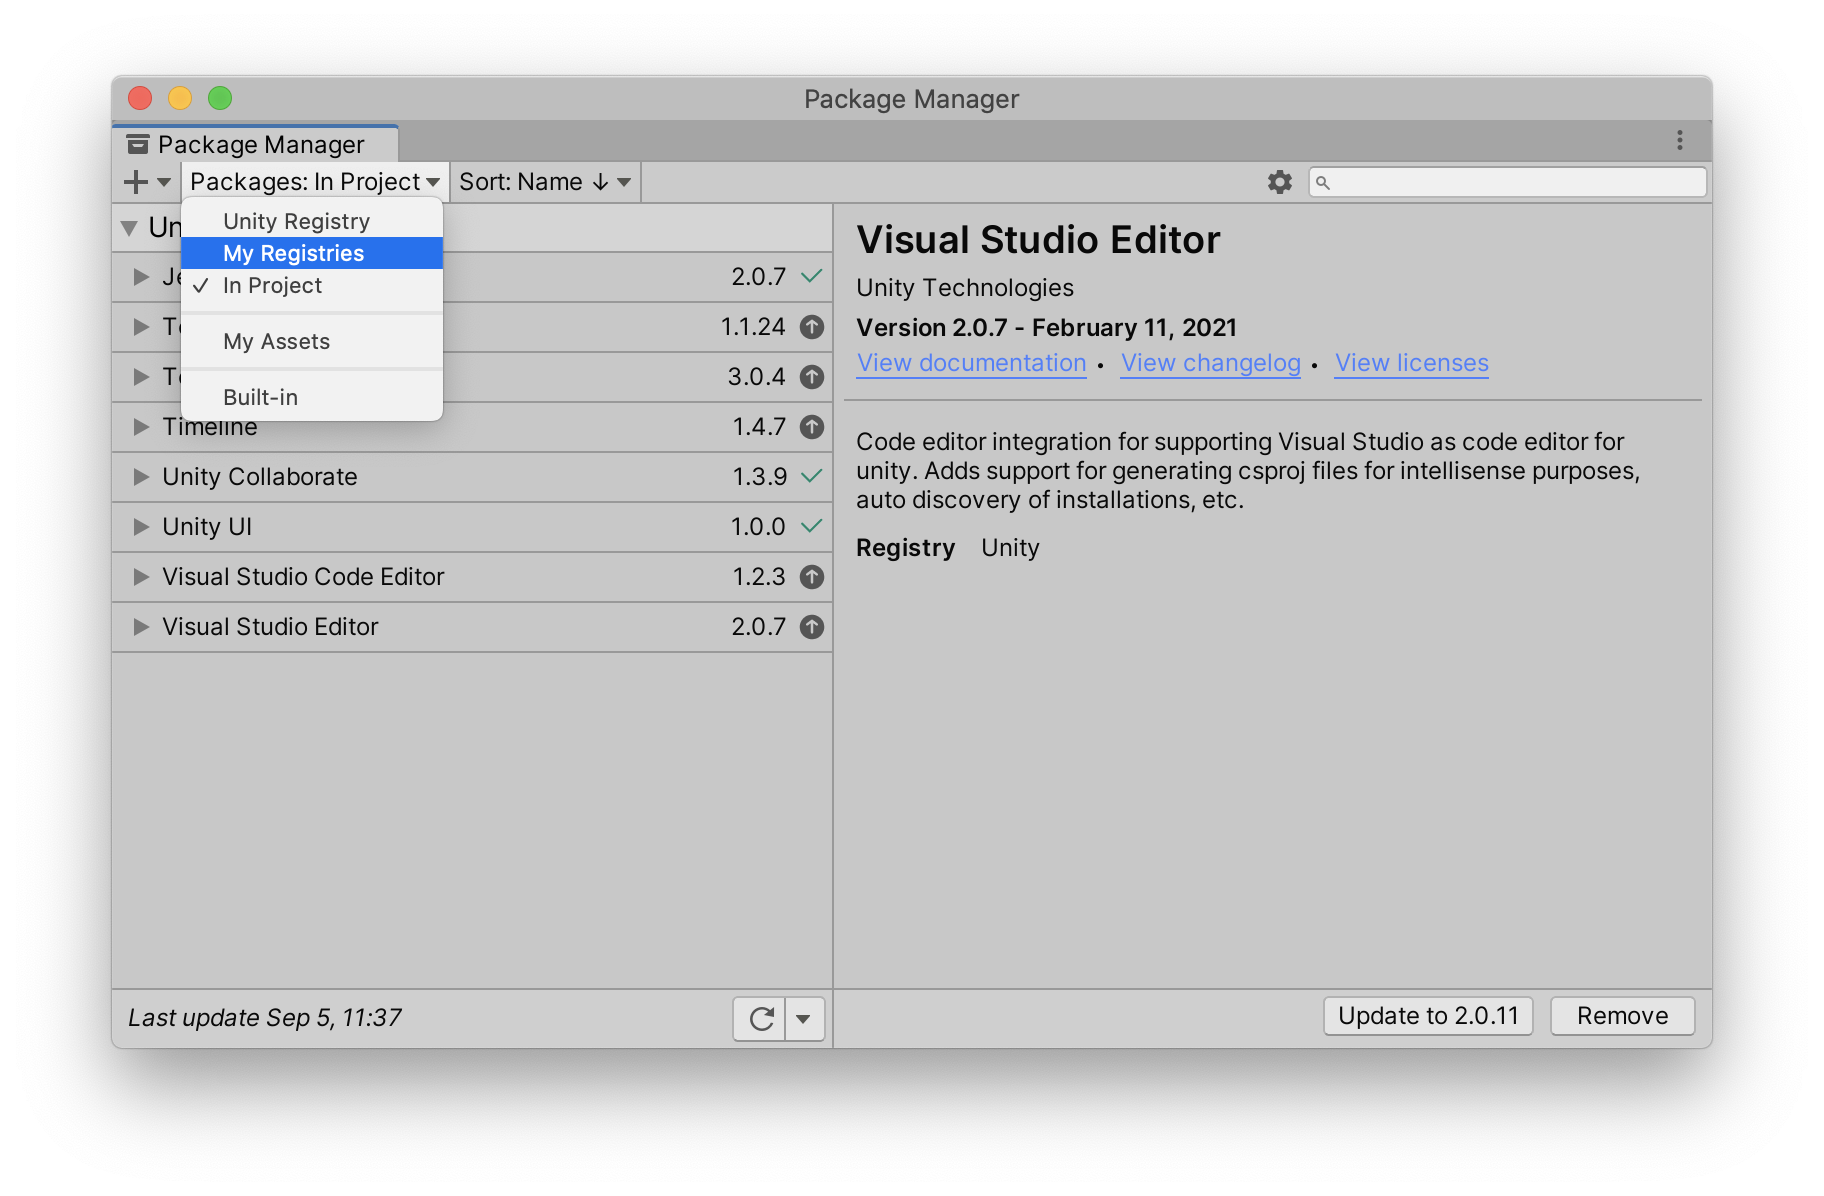 Package Manager
Package Manager
Packages: In Project
Sort: Name ↓
Unity Registry
My Registries
✓ In Project
My Assets
Built-in
2.0.7
1.1.24
3.0.4
Timeline 1.4.7
Unity Collaborate 1.3.9
Unity UI 1.0.0
Visual Studio Code Editor 1.2.3
Visual Studio Editor 2.0.7
Last update Sep 5, 11:37
Visual Studio Editor
Unity Technologies
Version 2.0.7 - February 11, 2021
View documentation • View changelog • View licenses
Code editor integration for supporting Visual Studio as code editor for
unity. Adds support for generating csproj files for intellisense purposes,
auto discovery of installations, etc.
Registry Unity
Update to 2.0.11
Remove